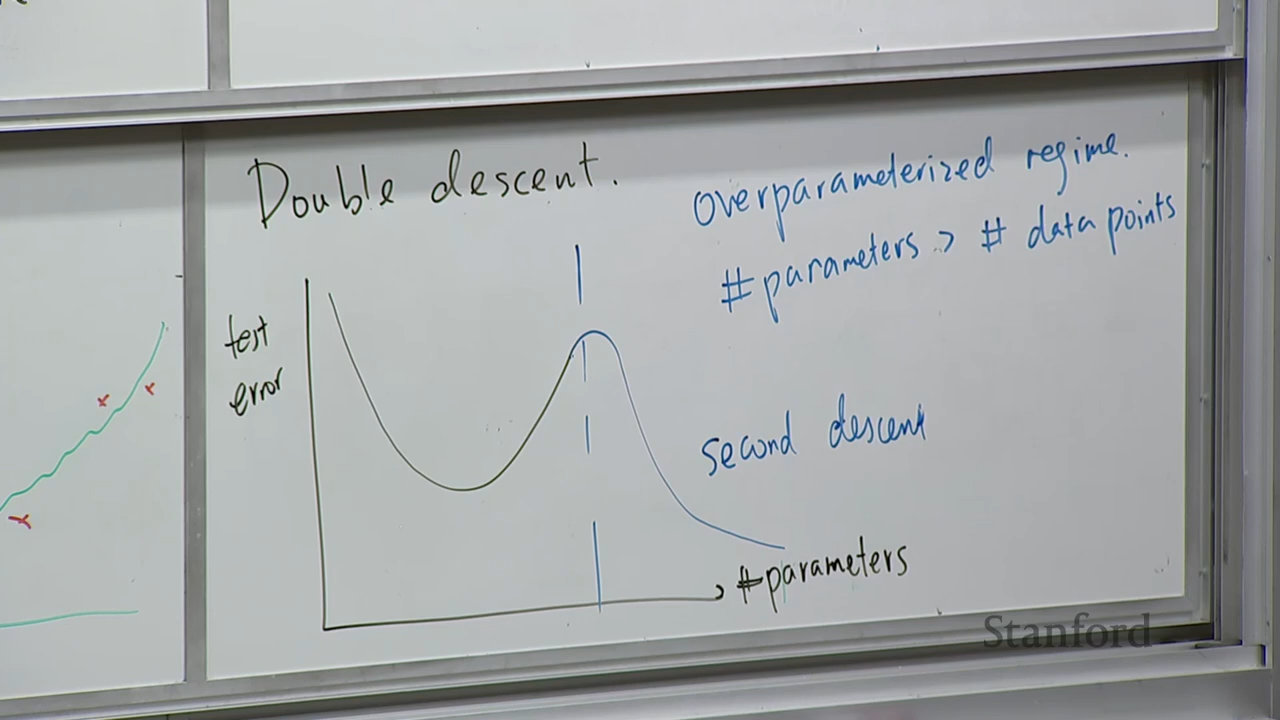 Double descent.
overparameterized regime.
#parameters > # data points
test
error
second descent
#parameters
Stanford